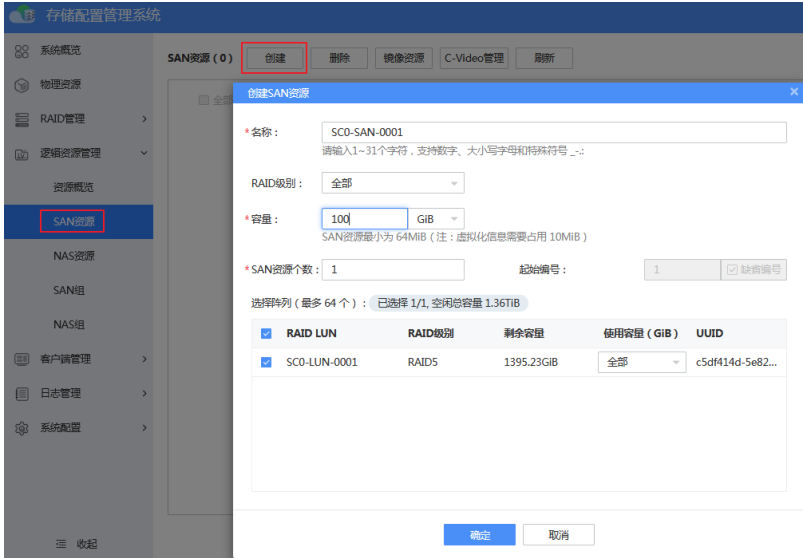 存储配置管理系统
系统概览
物理资源
RAID管理
逻辑资源管理
资源概览
SAN资源
NAS资源
SAN组
NAS组
客户端管理
日志管理
系统配置
收起
SAN资源（0） 创建 删除 镜像资源 C-Video管理 刷新
全部
创建SAN资源
*名称： SC0-SAN-0001
请输入1~31个字符，支持数字、大小写字母和特殊符号 _-.:
RAID级别： 全部
*容量： 100 GiB
SAN资源最小为 64MiB（注：虚拟化信息需要占用 10MiB）
*SAN资源个数： 1 起始编号： 1 缺省编号
选择阵列（最多 64 个）： 已选择 1/1, 空闲总容量 1.36TiB
RAID LUN RAID级别 剩余容量 使用容量（GiB） UUID
SC0-LUN-0001 RAID5 1395.23GiB 全部 c5df414d-5e82...
确定 取消